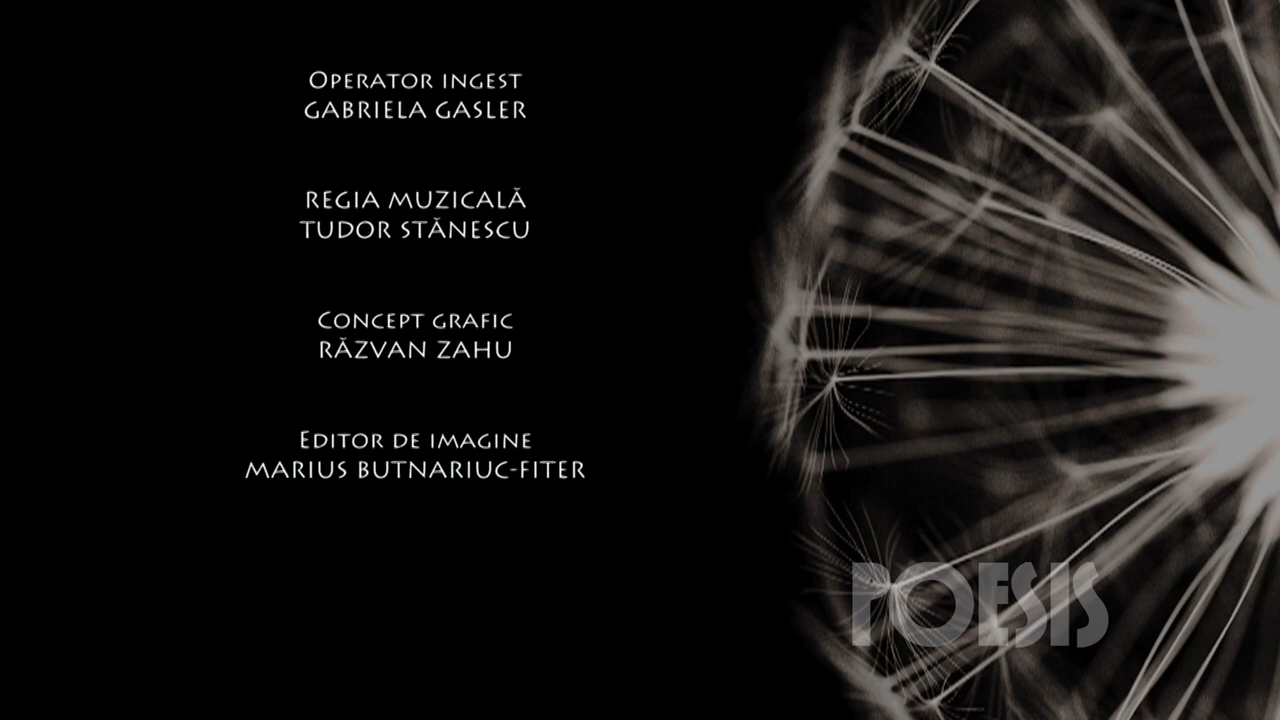 OPERATOR INGEST
GABRIELA GASLER
REGIA MUZICALĂ
TUDOR STĂNESCU
CONCEPT GRAFIC
RĂZVAN ZAHU
EDITOR DE IMAGINE
MARIUS BUTNARIUC-FITER
POESIS